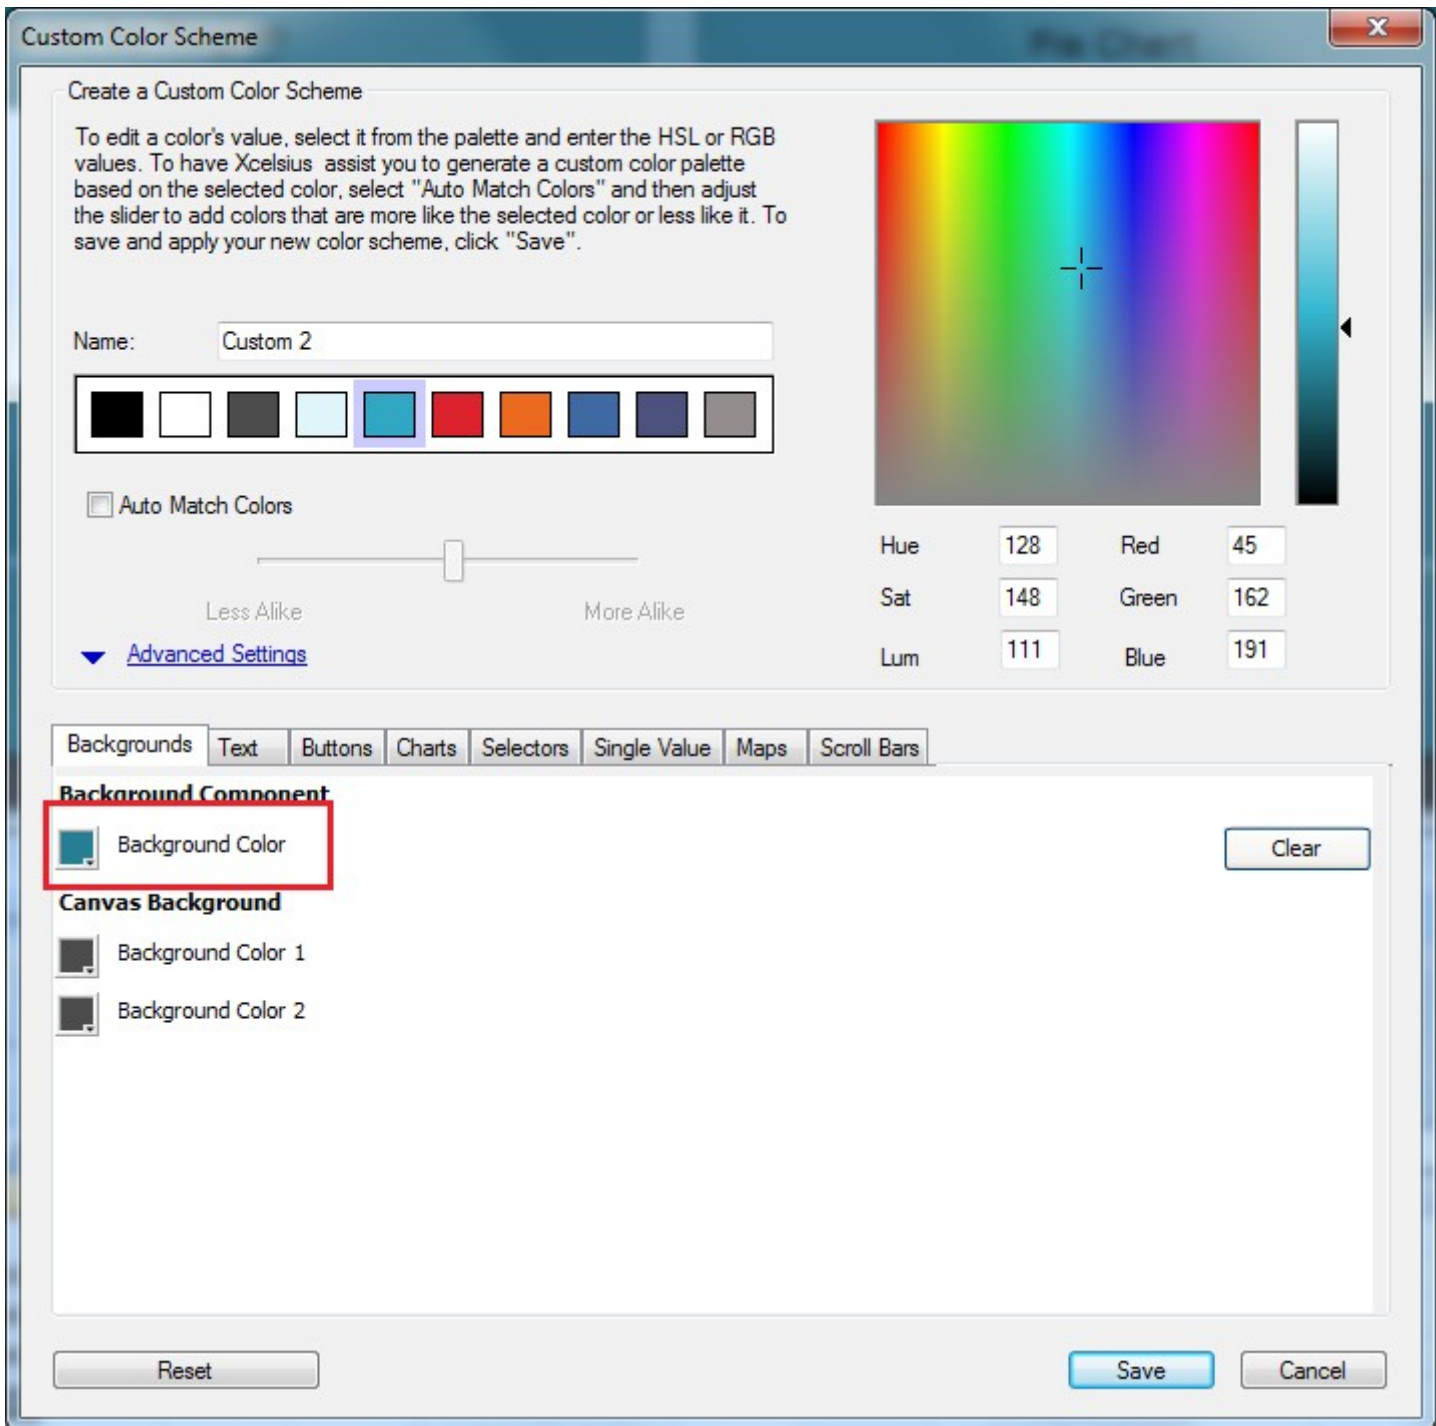 Custom Color Scheme
Pie Chart
X
Create a Custom Color Scheme
To edit a color's value, select it from the palette and enter the HSL or RGB
values. To have Xcelsius assist you to generate a custom color palette
based on the selected color, select "Auto Match Colors" and then adjust
the slider to add colors that are more like the selected color or less like it. To
save and apply your new color scheme, click "Save".
Name: Custom 2
Auto Match Colors
Less Alike More Alike
Advanced Settings
Hue 128 Red 45
Sat 148 Green 162
Lum 111 Blue 191
Backgrounds Text Buttons Charts Selectors Single Value Maps Scroll Bars
Background Component
Background Color
Clear
Canvas Background
Background Color 1
Background Color 2
Reset Save Cancel